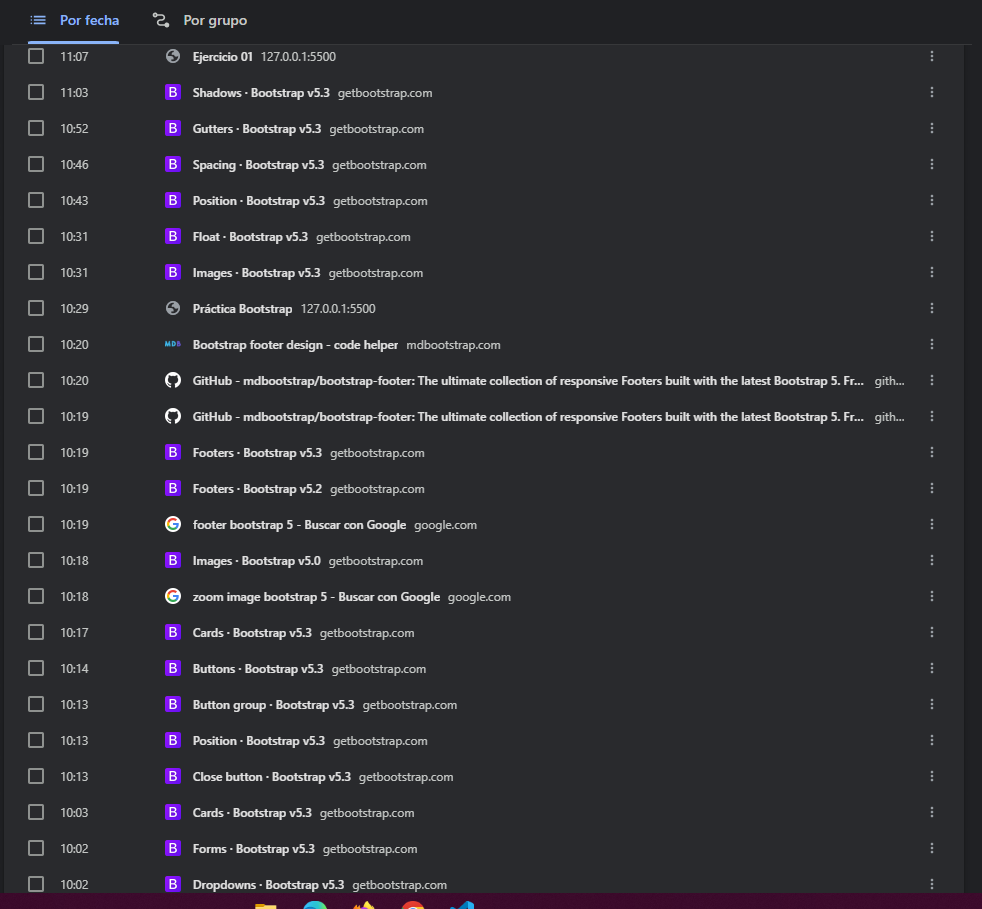 Por fecha Por grupo
11:07 Ejercicio 01 127.0.0.1:5500
11:03 B Shadows · Bootstrap v5.3 getbootstrap.com
10:52 B Gutters · Bootstrap v5.3 getbootstrap.com
10:46 B Spacing · Bootstrap v5.3 getbootstrap.com
10:43 B Position · Bootstrap v5.3 getbootstrap.com
10:31 B Float · Bootstrap v5.3 getbootstrap.com
10:31 B Images · Bootstrap v5.3 getbootstrap.com
10:29 Práctica Bootstrap 127.0.0.1:5500
10:20 MDB Bootstrap footer design - code helper mdbootstrap.com
10:20 GitHub - mdbootstrap/bootstrap-footer: The ultimate collection of responsive Footers built with the latest Bootstrap 5. Fr... gith...
10:19 GitHub - mdbootstrap/bootstrap-footer: The ultimate collection of responsive Footers built with the latest Bootstrap 5. Fr... gith...
10:19 B Footers · Bootstrap v5.3 getbootstrap.com
10:19 B Footers · Bootstrap v5.2 getbootstrap.com
10:19 G footer bootstrap 5 - Buscar con Google google.com
10:18 B Images · Bootstrap v5.0 getbootstrap.com
10:18 G zoom image bootstrap 5 - Buscar con Google google.com
10:17 B Cards · Bootstrap v5.3 getbootstrap.com
10:14 B Buttons · Bootstrap v5.3 getbootstrap.com
10:13 B Button group · Bootstrap v5.3 getbootstrap.com
10:13 B Position · Bootstrap v5.3 getbootstrap.com
10:13 B Close button · Bootstrap v5.3 getbootstrap.com
10:03 B Cards · Bootstrap v5.3 getbootstrap.com
10:02 B Forms · Bootstrap v5.3 getbootstrap.com
10:02 B Dropdowns · Bootstrap v5.3 getbootstrap.com